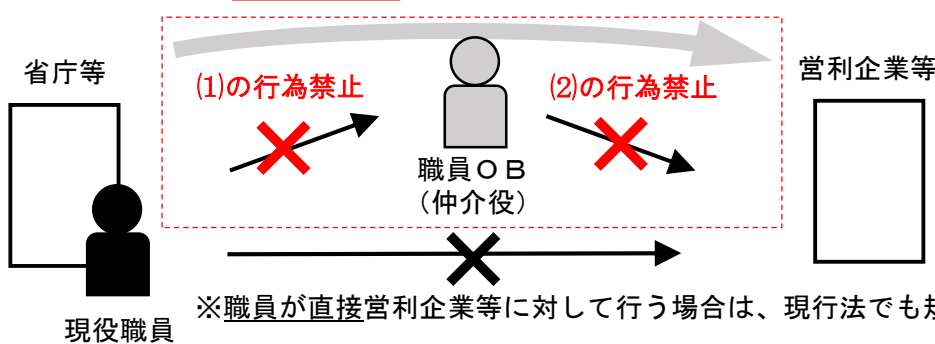 省庁等
営利企業等
⑴の行為禁止
⑵の行為禁止
職員ＯＢ
（仲介役）
※職員が直接営利企業等に対して行う場合は、現行法でも規
現役職員